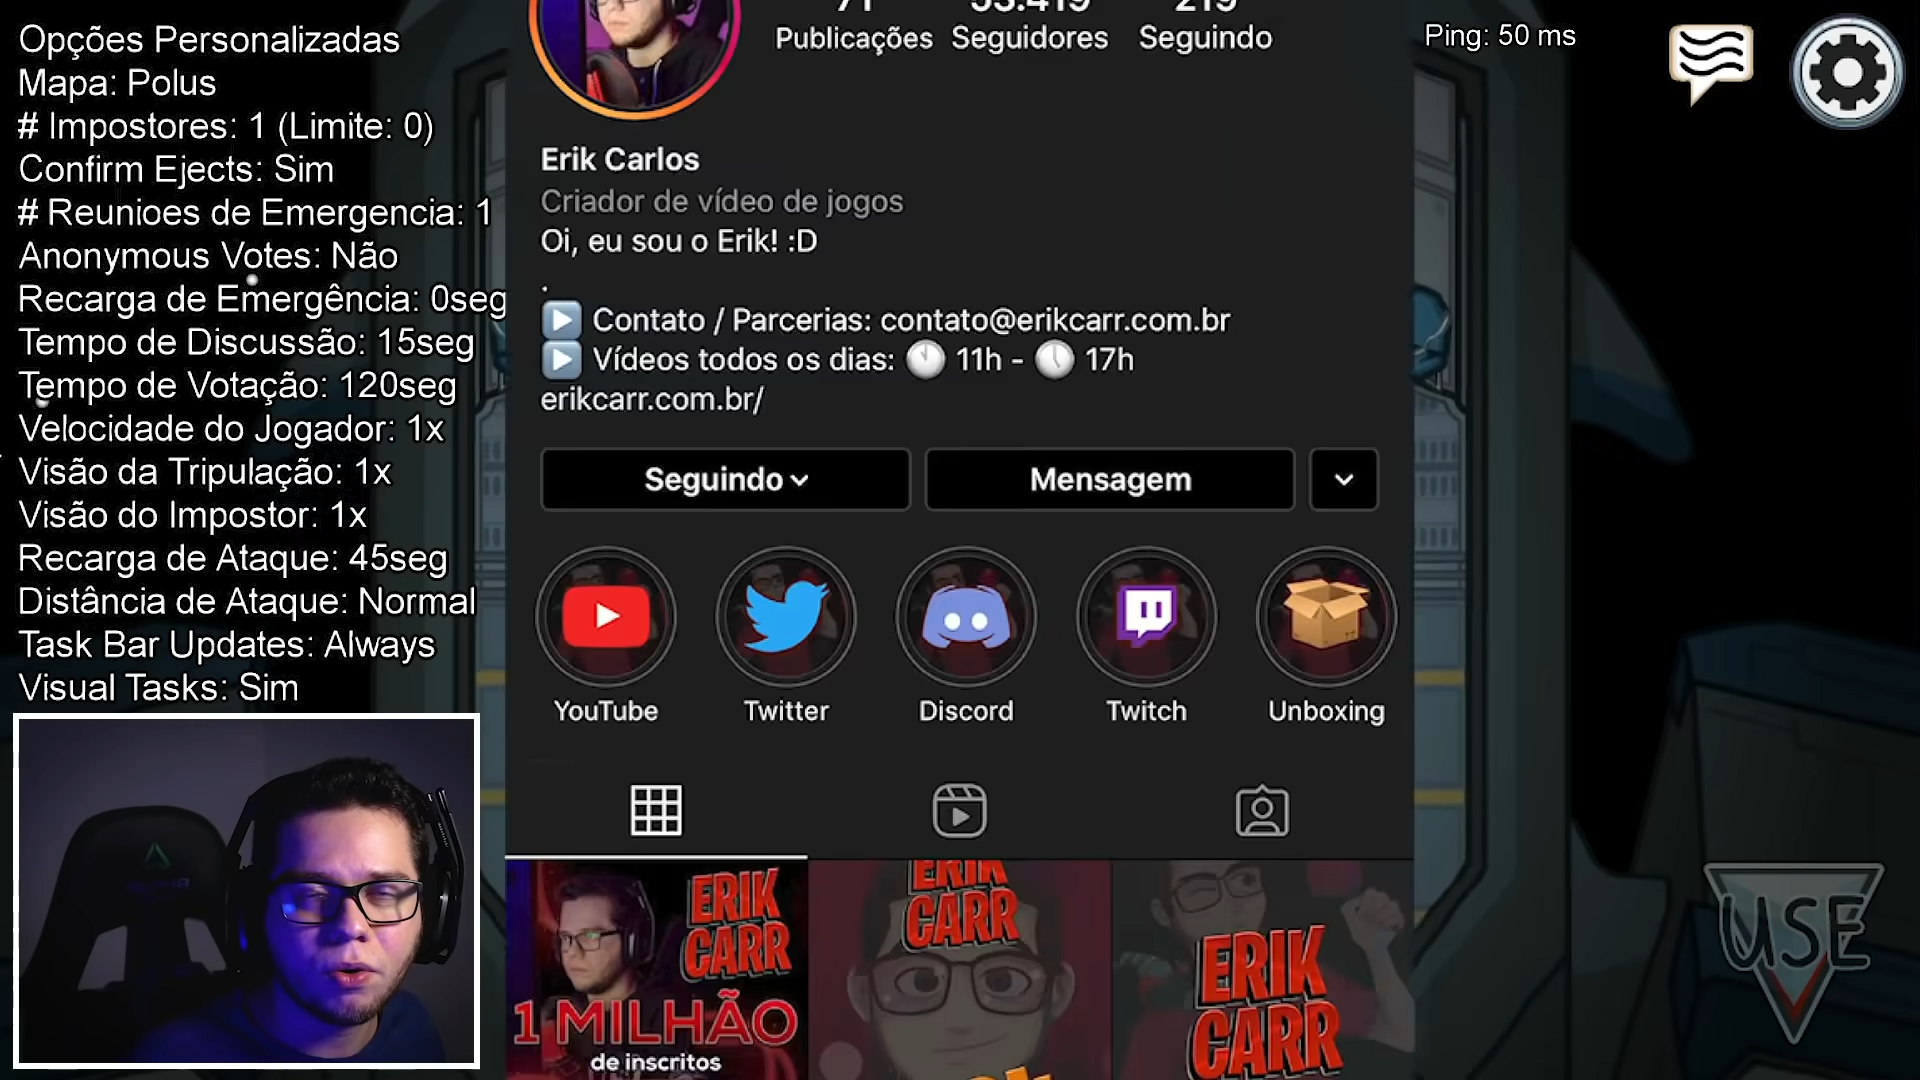 Opções Personalizadas
Mapa: Polus
# Impostores: 1 (Limite: 0)
Confirm Ejects: Sim
# Reunioes de Emergencia: 1
Anonymous Votes: Não
Recarga de Emergência: 0seg
Tempo de Discussão: 15seg
Tempo de Votação: 120seg
Velocidade do Jogador: 1x
Visão da Tripulação: 1x
Visão do Impostor: 1x
Recarga de Ataque: 45seg
Distância de Ataque: Normal
Task Bar Updates: Always
Visual Tasks: Sim
71 53.419 219
Publicações Seguidores Seguindo
Erik Carlos
Criador de vídeo de jogos
Oi, eu sou o Erik! :D
.
Contato / Parcerias: contato@erikcarr.com.br
Vídeos todos os dias: 11h - 17h
erikcarr.com.br/
Seguindo Mensagem
YouTube Twitter Discord Twitch Unboxing
ERIK
CARR
1 MILHÃO
de inscritos
ERIK
CARR
ERIK
CARR
Ping: 50 ms
USE